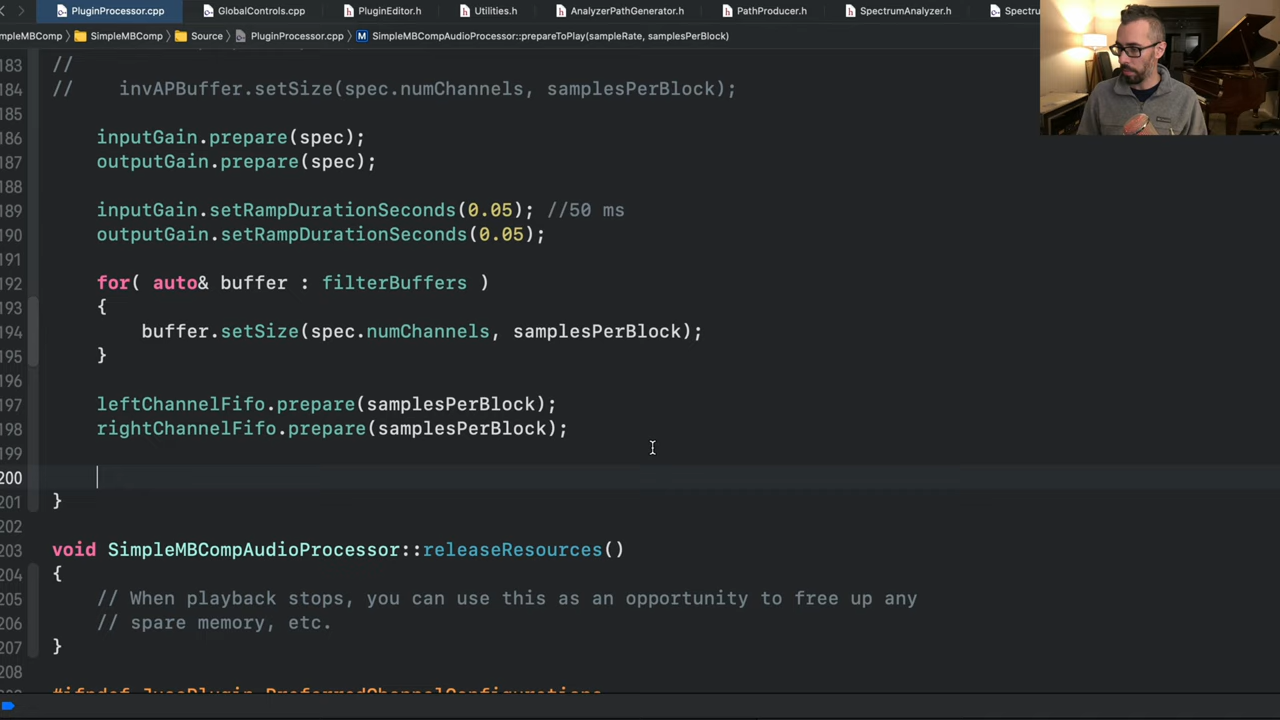 PluginProcessor.cpp GlobalControls.cpp PluginEditor.h Utilities.h AnalyzerPathGenerator.h PathProducer.h SpectrumAnalyzer.h Spectru
mpleMBComp SimpleMBComp Source PluginProcessor.cpp M SimpleMBCompAudioProcessor::prepareToPlay(sampleRate, samplesPerBlock)
183 //
184 // invAPBuffer.setSize(spec.numChannels, samplesPerBlock);
185
186 inputGain.prepare(spec);
187 outputGain.prepare(spec);
188
189 inputGain.setRampDurationSeconds(0.05); //50 ms
190 outputGain.setRampDurationSeconds(0.05);
191
192 for( auto& buffer : filterBuffers )
193 {
194 buffer.setSize(spec.numChannels, samplesPerBlock);
195 }
196
197 leftChannelFifo.prepare(samplesPerBlock);
198 rightChannelFifo.prepare(samplesPerBlock);
199
200
201 }
202
203 void SimpleMBCompAudioProcessor::releaseResources()
204 {
205 // When playback stops, you can use this as an opportunity to free up any
206 // spare memory, etc.
207 }
208
#ifndef JucePlugin_PreferredChannelConfigurations